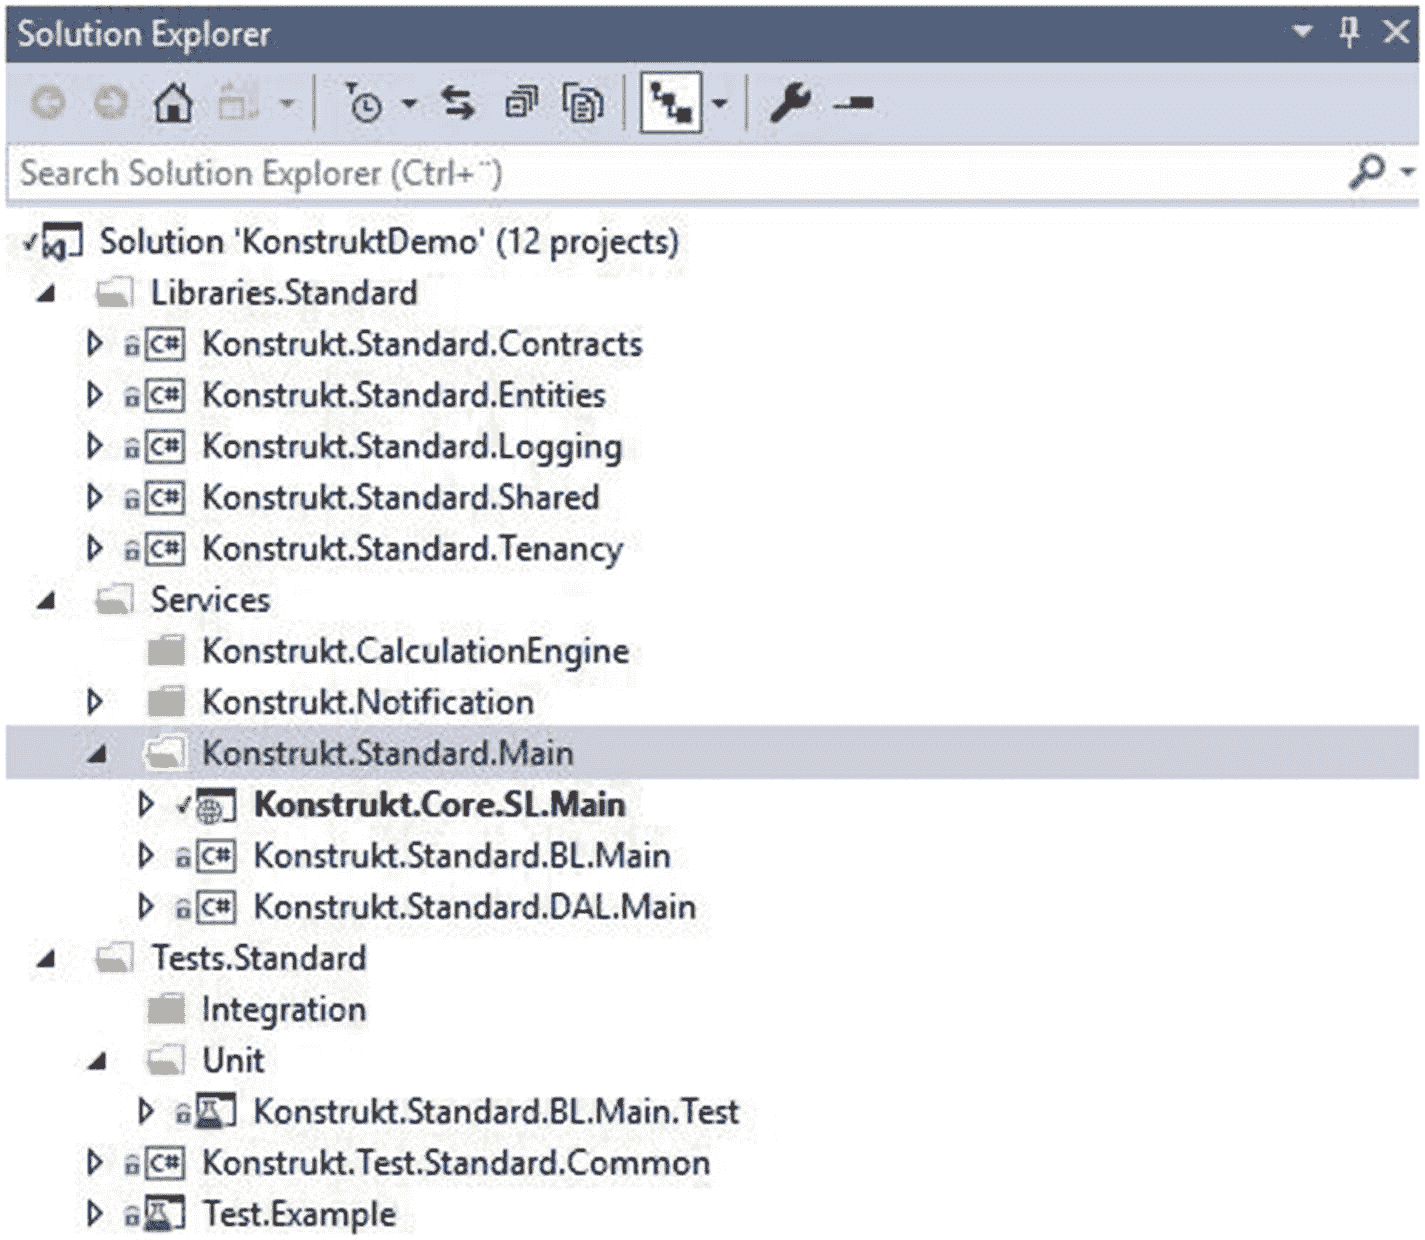 Solution Explorer
Search Solution Explorer (Ctrl+¨)
Solution 'KonstruktDemo' (12 projects)
Libraries.Standard
C# Konstrukt.Standard.Contracts
C# Konstrukt.Standard.Entities
C# Konstrukt.Standard.Logging
C# Konstrukt.Standard.Shared
C# Konstrukt.Standard.Tenancy
Services
Konstrukt.CalculationEngine
Konstrukt.Notification
Konstrukt.Standard.Main
Konstrukt.Core.SL.Main
C# Konstrukt.Standard.BL.Main
C# Konstrukt.Standard.DAL.Main
Tests.Standard
Integration
Unit
Konstrukt.Standard.BL.Main.Test
C# Konstrukt.Test.Standard.Common
Test.Example